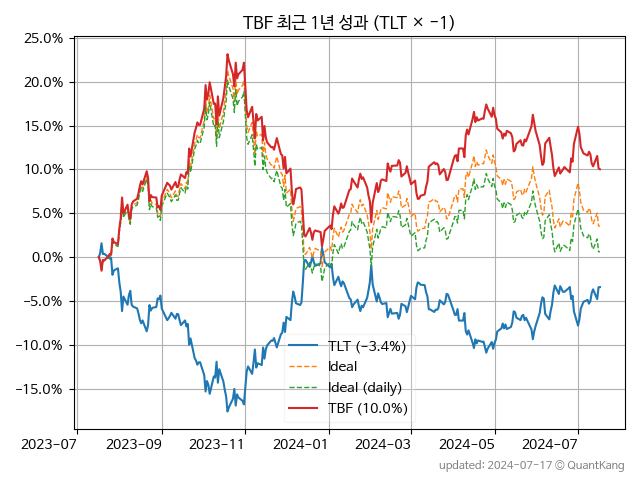 TBF 최근 1년 성과 (TLT × −1)
25.0%
20.0%
15.0%
10.0%
5.0%
0.0%
−5.0%
−10.0%
−15.0%
TLT (−3.4%)
Ideal
Ideal (daily)
TBF (10.0%)
2023-07 2023-09 2023-11 2024-01 2024-03 2024-05 2024-07
updated: 2024-07-17 © QuantKang